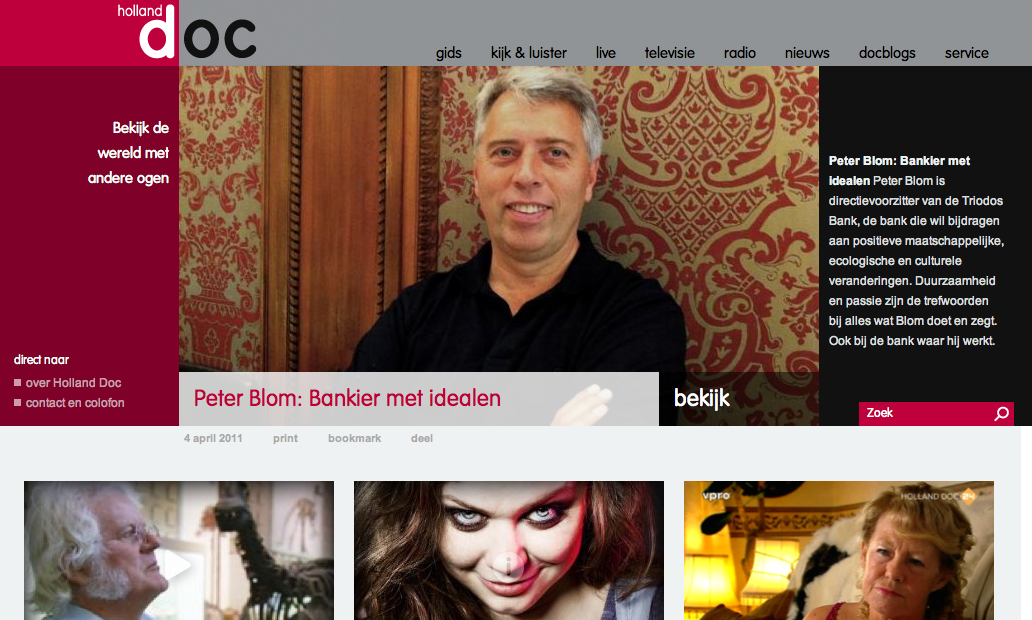 holland
doc
gids kijk & luister live televisie radio nieuws docblogs service
Bekijk de
wereld met
andere ogen
direct naar
over Holland Doc
contact en colofon
Peter Blom: Bankier met idealen
bekijk
Peter Blom: Bankier met
Idealen Peter Blom is
directievoorzitter van de Triodos
Bank, de bank die wil bijdragen
aan positieve maatschappelijke,
ecologische en culturele
veranderingen. Duurzaamheid
en passie zijn de trefwoorden
bij alles wat Blom doet en zegt.
Ook bij de bank waar hij werkt.
Zoek
4 april 2011 print bookmark deel
vpro
HOLLAND DOC 24